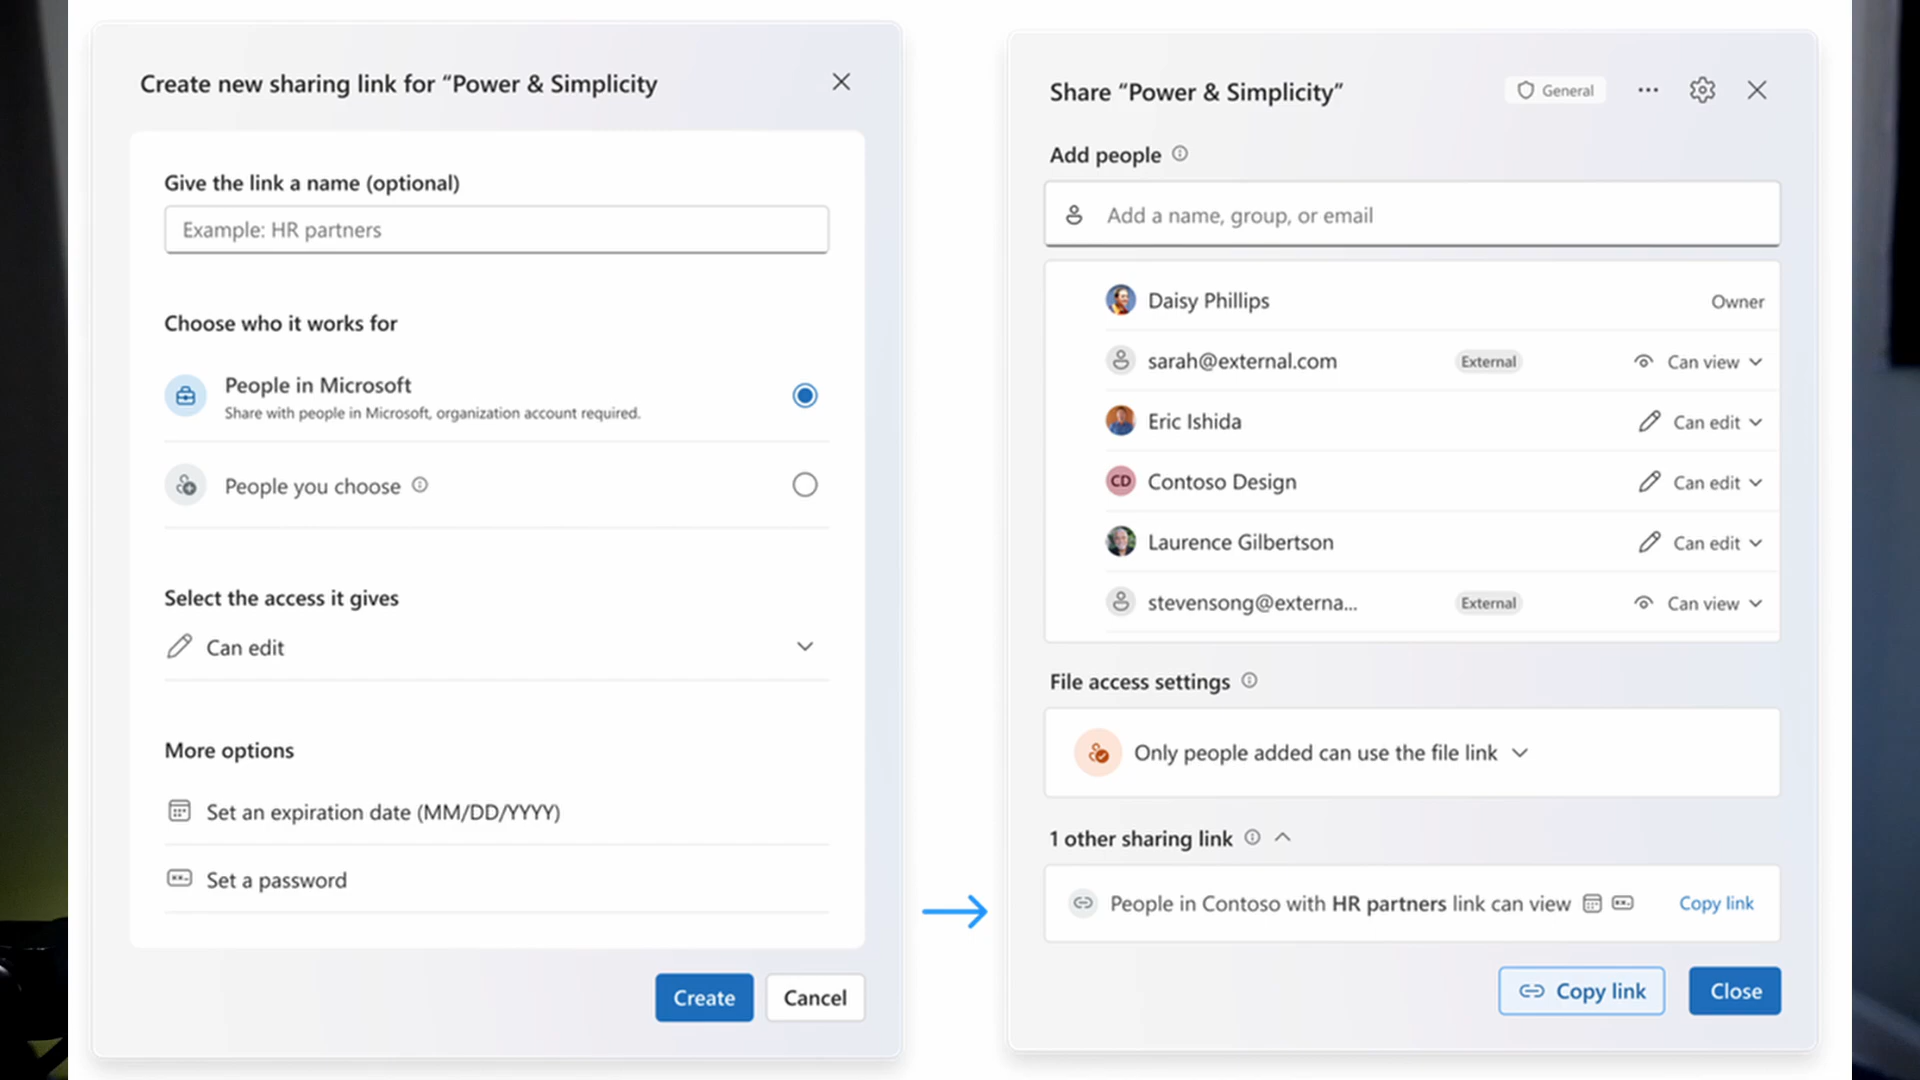 Create new sharing link for “Power & Simplicity
Give the link a name (optional)
Example: HR partners
Choose who it works for
People in Microsoft
Share with people in Microsoft, organization account required.
People you choose
Select the access it gives
Can edit
More options
Set an expiration date (MM/DD/YYYY)
Set a password
Create
Cancel
Share “Power & Simplicity”
General
Add people
Add a name, group, or email
Daisy Phillips Owner
sarah@external.com External Can view
Eric Ishida Can edit
CD Contoso Design Can edit
Laurence Gilbertson Can edit
stevensong@externa... External Can view
File access settings
Only people added can use the file link
1 other sharing link
People in Contoso with HR partners link can view Copy link
Copy link
Close